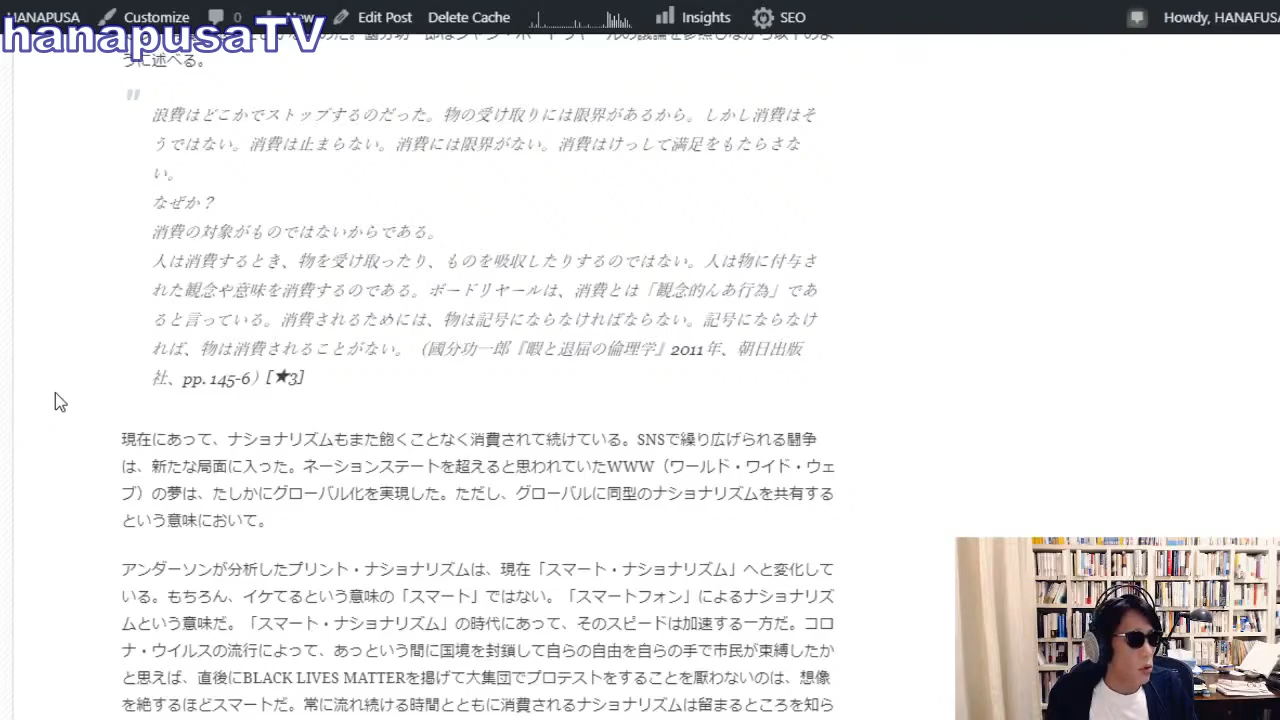 HANAPUSA Customize 0 New Edit Post Delete Cache Insights SEO Howdy, HANAFUSA
hanapusaTV
うに述べる。
浪費はどこかでストップするのだった。物の受け取りには限界があるから。しかし消費はそ
うではない。消費は止まらない。消費には限界がない。消費はけっして満足をもたらさな
い。
なぜか？
消費の対象がものではないからである。
人は消費するとき、物を受け取ったり、ものを吸収したりするのではない。人は物に付与さ
れた観念や意味を消費するのである。ボードリヤールは、消費とは「観念的んあ行為」であ
ると言っている。消費されるためには、物は記号にならなければならない。記号にならなけ
れば、物は消費されることがない。（國分功一郎『暇と退屈の倫理学』2011年、朝日出版
社、pp. 145-6）[★3]
現在にあって、ナショナリズムもまた飽くことなく消費されて続けている。SNSで繰り広げられる闘争
は、新たな局面に入った。ネーションステートを超えると思われていたWWW（ワールド・ワイド・ウェ
ブ）の夢は、たしかにグローバル化を実現した。ただし、グローバルに同型のナショナリズムを共有する
という意味において。
アンダーソンが分析したプリント・ナショナリズムは、現在「スマート・ナショナリズム」へと変化して
いる。もちろん、イケてるという意味の「スマート」ではない。「スマートフォン」によるナショナリズ
ムという意味だ。「スマート・ナショナリズム」の時代にあって、そのスピードは加速する一方だ。コロ
ナ・ウイルスの流行によって、あっという間に国境を封鎖して自らの自由を自らの手で市民が束縛したか
と思えば、直後にBLACK LIVES MATTERを掲げて大集団でプロテストをすることを厭わないのは、想像
を絶するほどスマートだ。常に流れ続ける時間とともに消費されるナショナリズムは留まるところを知ら